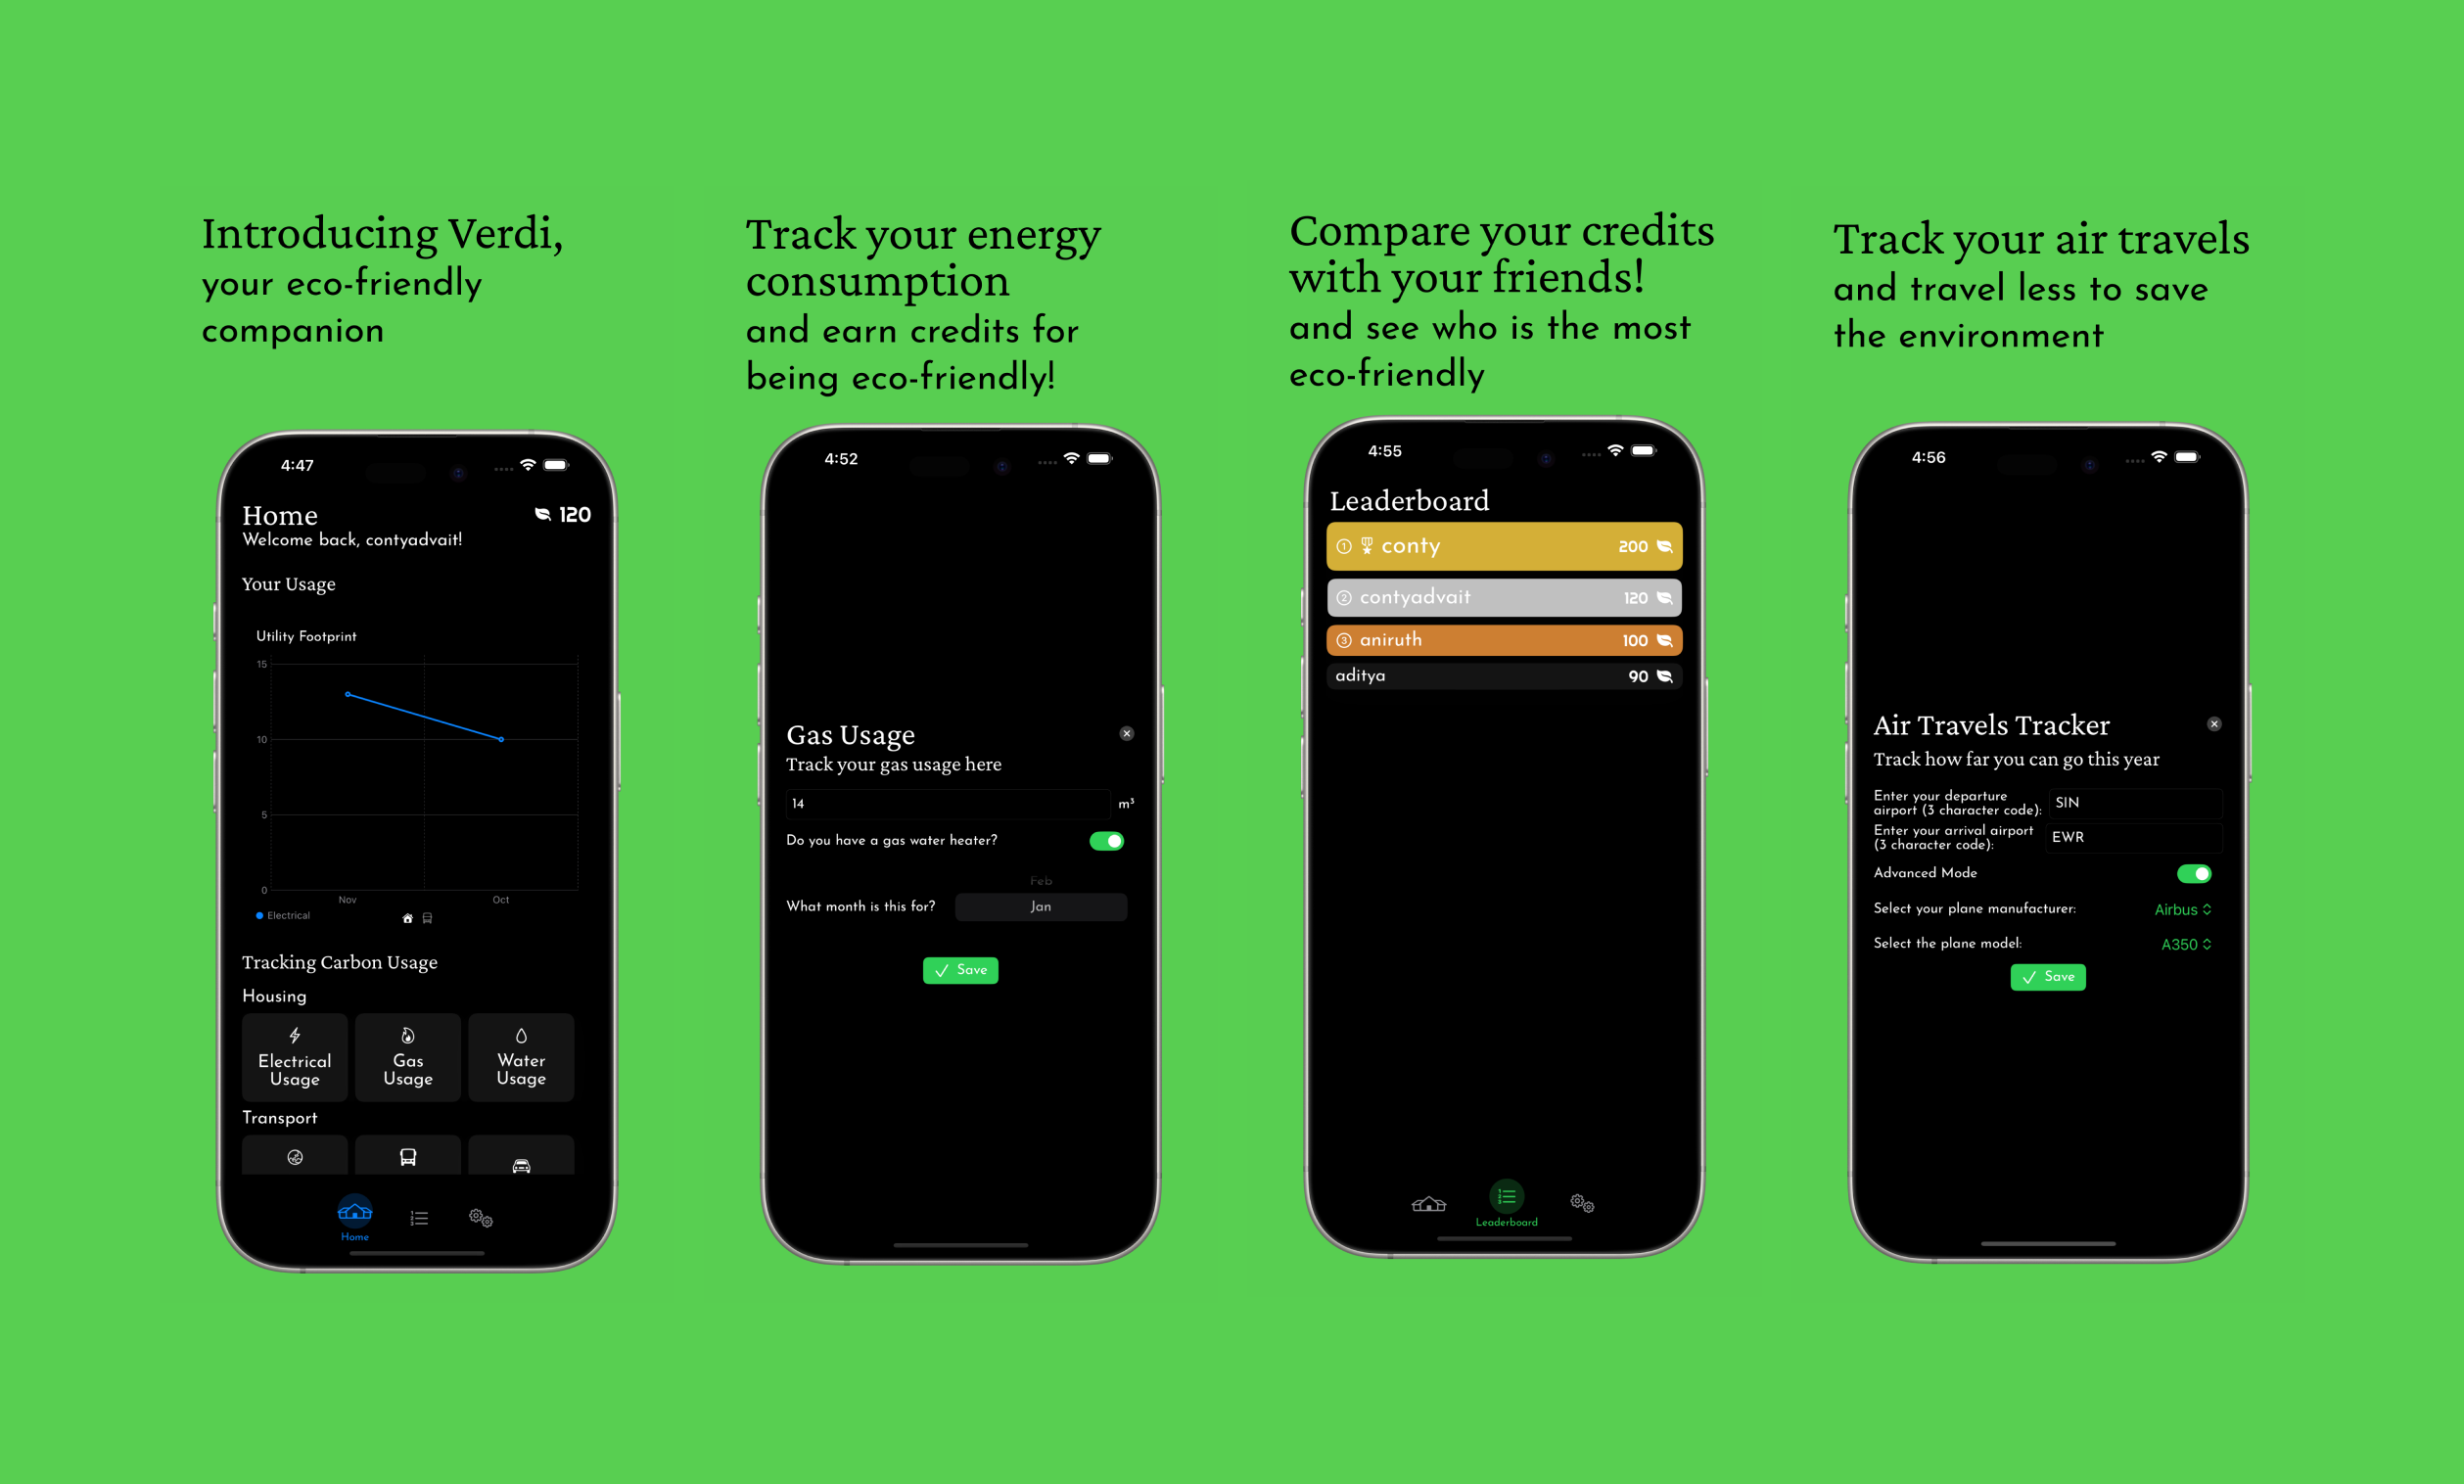 Introducing Verdi,
your eco-friendly
companion
4:47
Home
120
Welcome back, contyadvait!
Your Usage
Utility Footprint
15
10
5
0
Nov
Oct
Electrical
Tracking Carbon Usage
Housing
Electrical
Usage
Gas
Usage
Water
Usage
Transport
Home
Track your energy
consumption
and earn credits for
being eco-friendly!
4:52
Gas Usage
Track your gas usage here
14
m³
Do you have a gas water heater?
Feb
What month is this for?
Jan
Save
Compare your credits
with your friends!
and see who is the most
eco-friendly
4:55
Leaderboard
1 conty 200
2 contyadvait 120
3 aniruth 100
aditya 90
Leaderboard
Track your air travels
and travel less to save
the environment
4:56
Air Travels Tracker
Track how far you can go this year
Enter your departure
airport (3 character code):
SIN
Enter your arrival airport
(3 character code):
EWR
Advanced Mode
Select your plane manufacturer:
Airbus
Select the plane model:
A350
Save